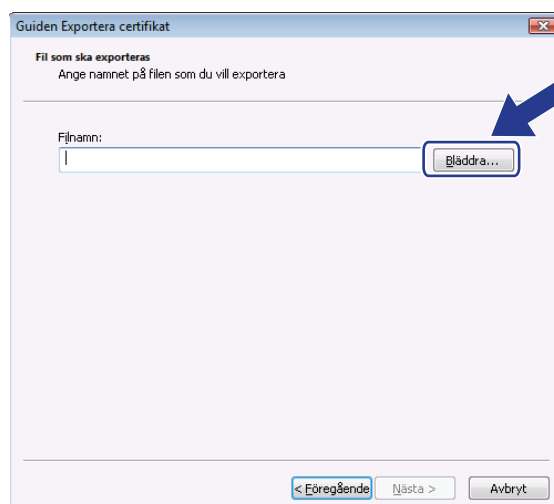 Guiden Exportera certifikat
Fil som ska exporteras
Ange namnet på filen som du vill exportera
Filnamn:
Bläddra...
< Föregående Nästa > Avbryt